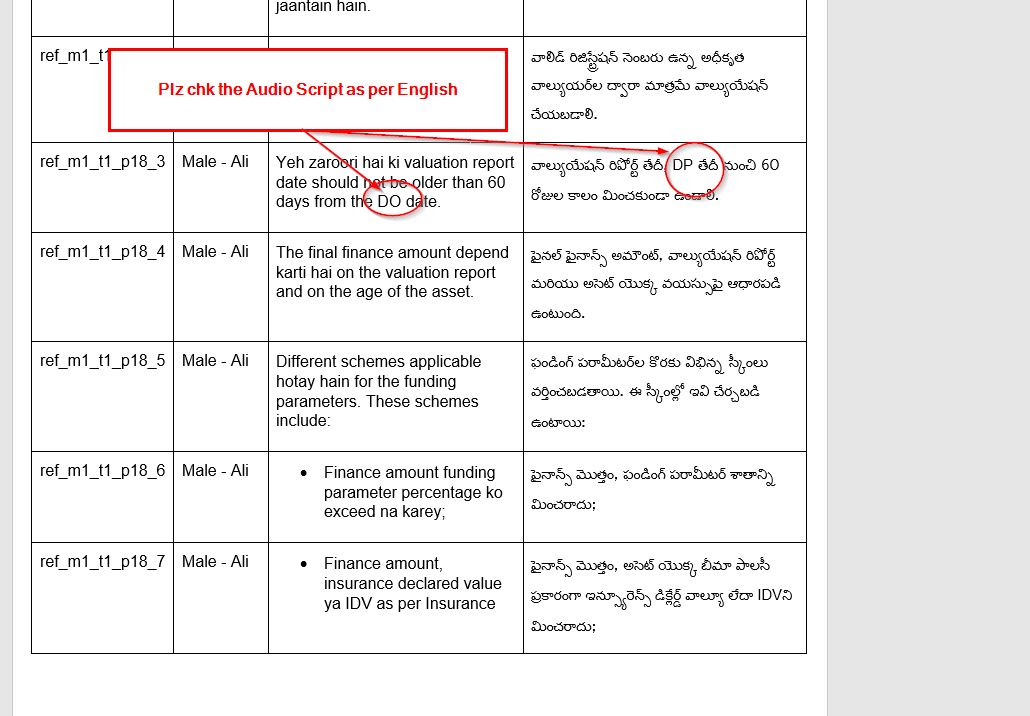 jaantain hain.
ref_m1_t1
Plz chk the Audio Script as per English
వాలిడ్ రిజిస్ట్రేషన్ నెంబరు ఉన్న అధీకృత
వాల్యుయర్‌ల ద్వారా మాత్రమే వాల్యుయేషన్
చేయబడాలి.
ref_m1_t1_p18_3
Male - Ali
Yeh zaroori hai ki valuation report
date should not be older than 60
days from the DO date.
వాల్యుయేషన్ రిపోర్ట్ తేదీ, DP తేదీ నుంచి 60
రోజుల కాలం మించకుండా ఉండాలి.
ref_m1_t1_p18_4
Male - Ali
The final finance amount depend
karti hai on the valuation report
and on the age of the asset.
ఫైనల్ ఫైనాన్స్ అమౌంట్, వాల్యుయేషన్ రిపోర్ట్
మరియు అసెట్ యొక్క వయస్సుపై ఆధారపడి
ఉంటుంది.
ref_m1_t1_p18_5
Male - Ali
Different schemes applicable
hotay hain for the funding
parameters. These schemes
include:
ఫండింగ్ పరామీటర్‌ల కొరకు విభిన్న స్కీంలు
వర్తించబడతాయి. ఈ స్కీంల్లో ఇవి చేర్చబడి
ఉంటాయి:
ref_m1_t1_p18_6
Male - Ali
• Finance amount funding
parameter percentage ko
exceed na karey;
ఫైనాన్స్ మొత్తం, ఫండింగ్ పరామీటర్ శాతాన్ని
మించరాదు;
ref_m1_t1_p18_7
Male - Ali
• Finance amount,
insurance declared value
ya IDV as per Insurance
ఫైనాన్స్ మొత్తం, అసెట్ యొక్క బీమా పాలసీ
ప్రకారంగా ఇన్స్యూరెన్స్ డిక్లేర్డ్ వాల్యూ లేదా IDVని
మించరాదు;